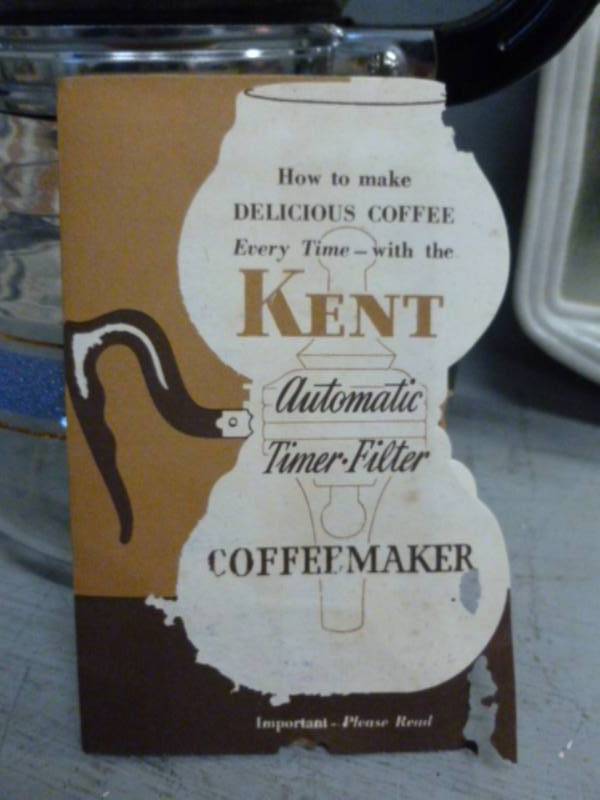 How to make
DELICIOUS COFFEE
Every Time – with the
KENT
Automatic
Timer-Filter
COFFEEMAKER
Important - Please Read